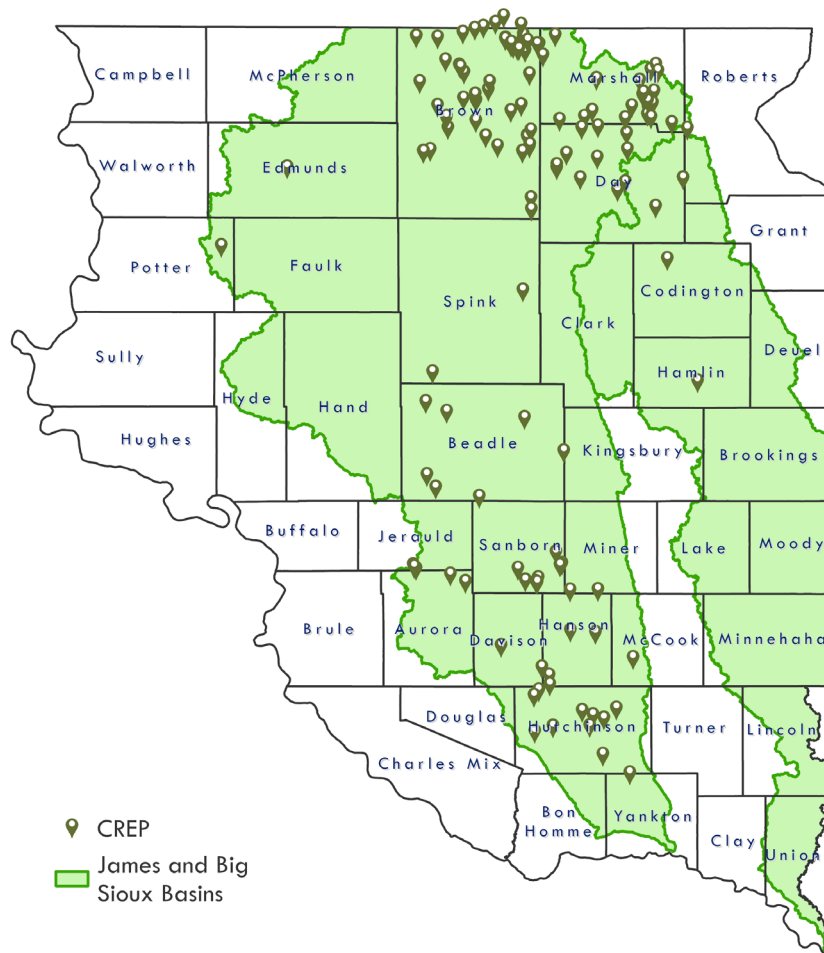 Campbell
McPherson
Brown
Marshall
Roberts
Walworth
Edmunds
Day
Grant
Potter
Faulk
Spink
Clark
Codington
Deuel
Sully
Hyde
Hand
Hamlin
Hughes
Beadle
Kingsbury
Brookings
Buffalo
Jerauld
Sanborn
Miner
Lake
Moody
Brule
Aurora
Davison
Hanson
McCook
Minnehaha
Douglas
Hutchinson
Turner
Lincoln
Charles Mix
Bon
Homme
Yankton
Clay
Union
CREP
James and Big
Sioux Basins